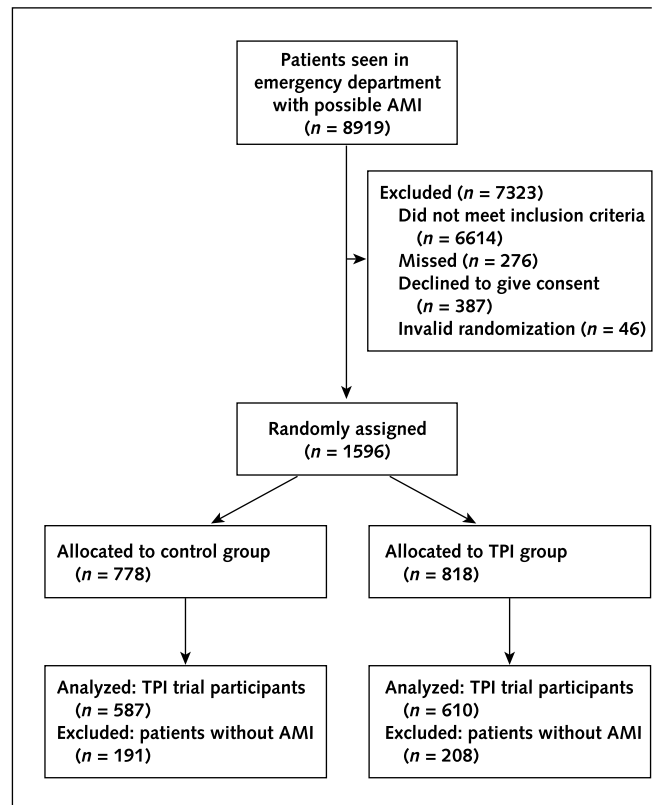 Patients seen in
emergency department
with possible AMI
(n = 8919)
Excluded (n = 7323)
Did not meet inclusion criteria
(n = 6614)
Missed (n = 276)
Declined to give consent
(n = 387)
Invalid randomization (n = 46)
Randomly assigned
(n = 1596)
Allocated to control group
(n = 778)
Allocated to TPI group
(n = 818)
Analyzed: TPI trial participants
(n = 587)
Excluded: patients without AMI
(n = 191)
Analyzed: TPI trial participants
(n = 610)
Excluded: patients without AMI
(n = 208)